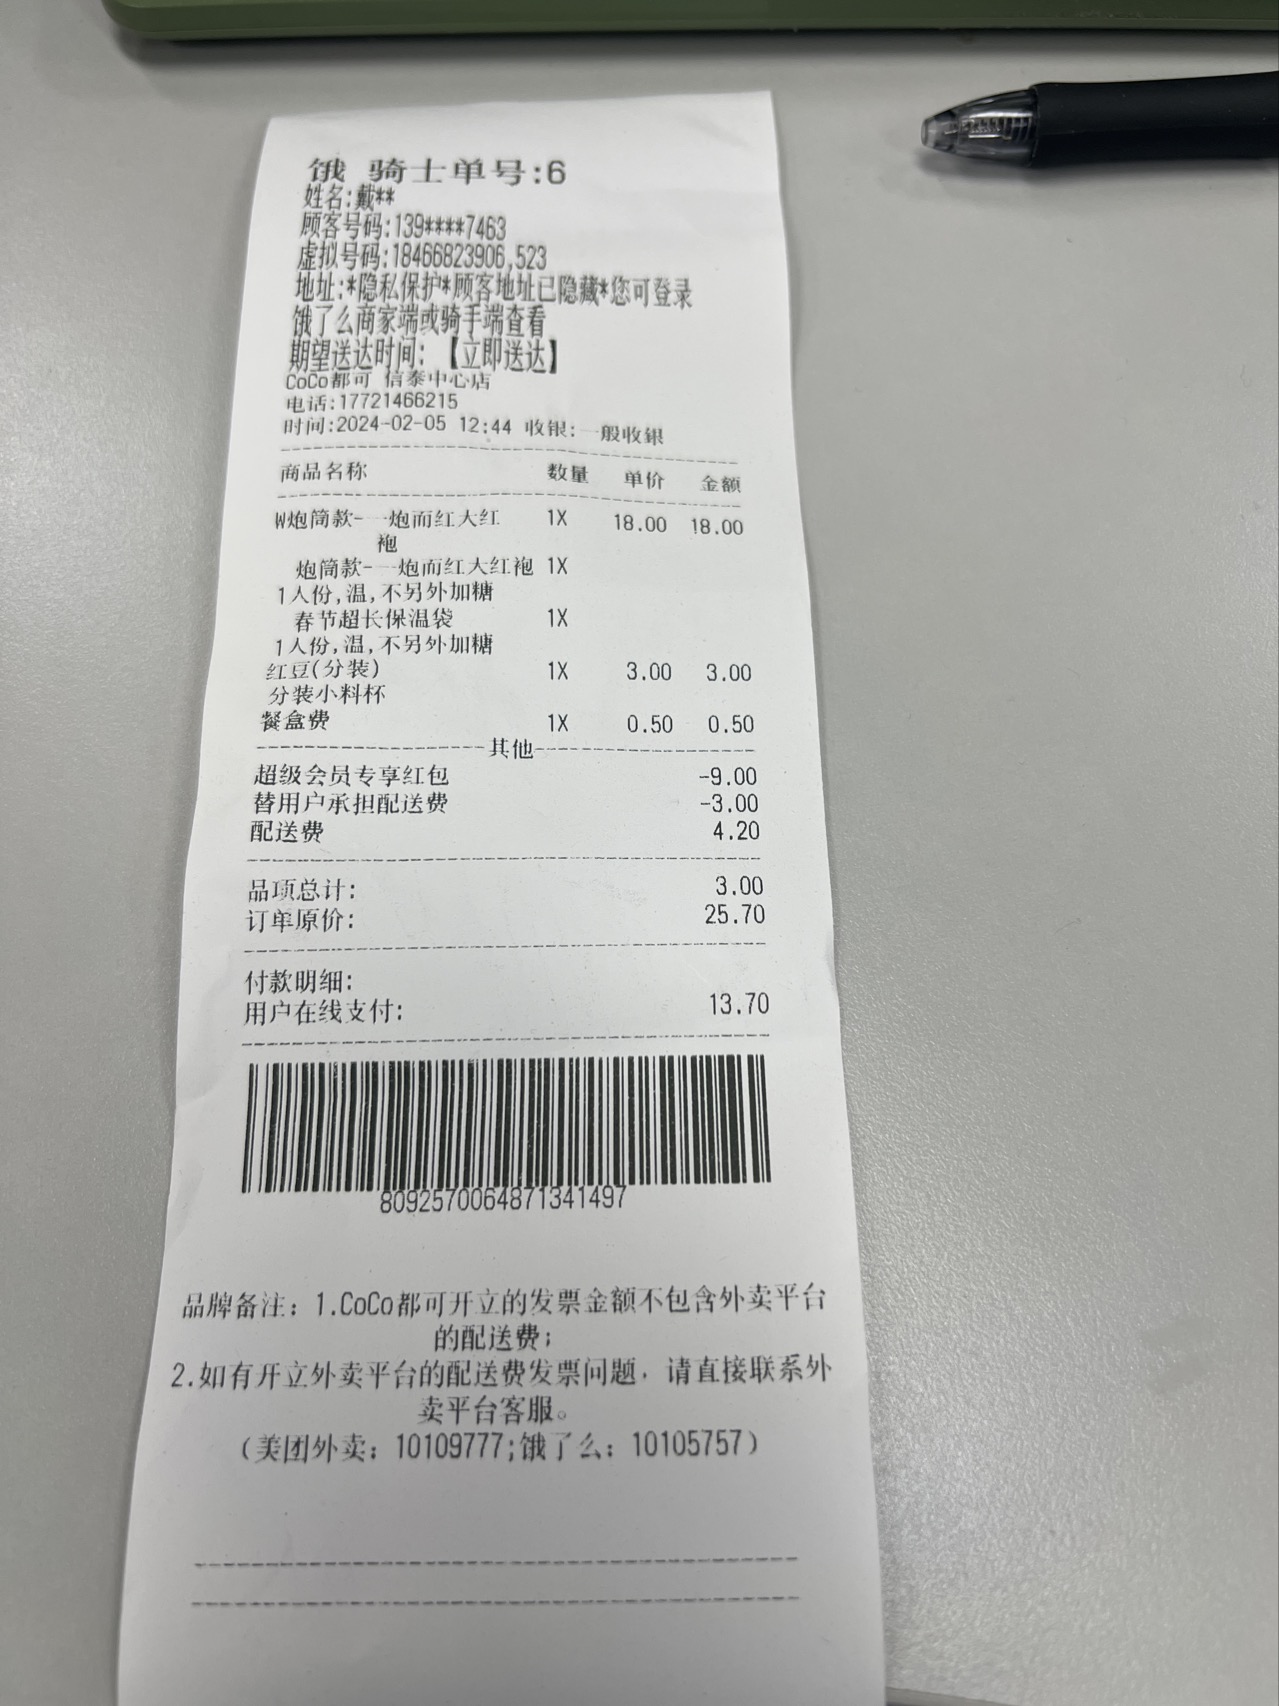 饿 骑士单号:6
姓名:戴**
顾客号码:139****7463
虚拟号码:18466823906,523
地址:*隐私保护*顾客地址已隐藏*您可登录
饿了么商家端或骑手端查看
期望送达时间: 【立即送达】
CoCo都可 信泰中心店
电话:17721466215
时间:2024-02-05 12:44 收银:一般收银
商品名称 数量 单价 金额
W炮筒款-一炮而红大红 1X 18.00 18.00
袍
炮筒款-一炮而红大红袍 1X
1人份,温,不另外加糖
春节超长保温袋 1X
1人份,温,不另外加糖
红豆(分装) 1X 3.00 3.00
分装小料杯
餐盒费 1X 0.50 0.50
其他
超级会员专享红包 -9.00
替用户承担配送费 -3.00
配送费 4.20
品项总计: 3.00
订单原价: 25.70
付款明细:
用户在线支付: 13.70
8092570064871341497
品牌备注：1.CoCo都可开立的发票金额不包含外卖平台
的配送费；
2.如有开立外卖平台的配送费发票问题，请直接联系外
卖平台客服。
（美团外卖：10109777;饿了么：10105757）